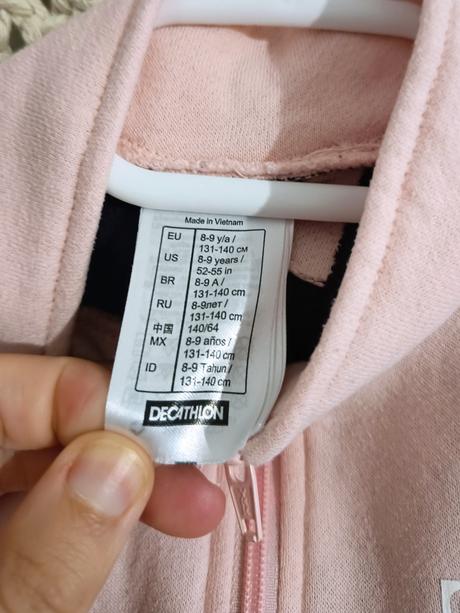 Made in Vietnam
EU 8-9 y/a /
131-140 см
US 8-9 years /
52-55 in
BR 8-9 A /
131-140 cm
RU 8-9лет /
131-140 cm
中国 140/64
MX 8-9 años /
131-140 cm
ID 8-9 Tahun /
131-140 cm
DECATHLON